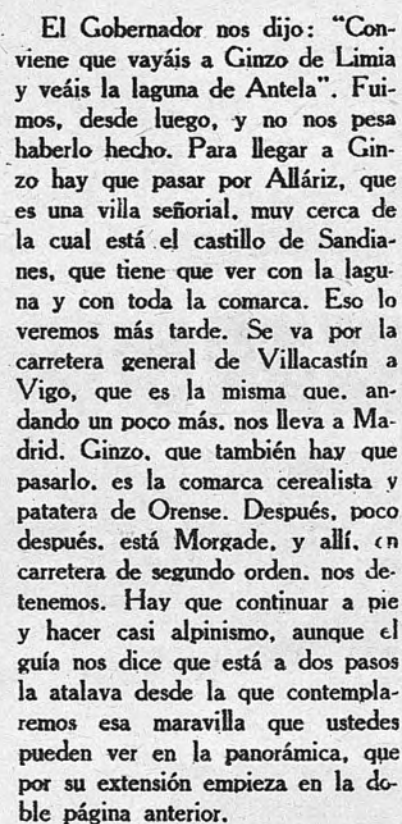 El Gobernador nos dijo: “Con-
viene que vayáis a Ginzo de Limia
y veáis la laguna de Antela”. Fui-
mos, desde luego, y no nos pesa
haberlo hecho. Para llegar a Gin-
zo hay que pasar por Alláriz, que
es una villa señorial, muy cerca de
la cual está el castillo de Sandia-
nes, que tiene que ver con la lagu-
na y con toda la comarca. Eso lo
veremos más tarde. Se va por la
carretera general de Villacastín a
Vigo, que es la misma que, an-
dando un poco más, nos lleva a Ma-
drid. Ginzo, que también hay que
pasarlo, es la comarca cerealista y
patatera de Orense. Después, poco
después, está Morgade, y allí, en
carretera de segundo orden, nos de-
tenemos. Hay que continuar a pie
y hacer casi alpinismo, aunque el
guía nos dice que está a dos pasos
la atalaya desde la que contempla-
remos esa maravilla que ustedes
pueden ver en la panorámica, que
por su extensión empieza en la do-
ble página anterior.